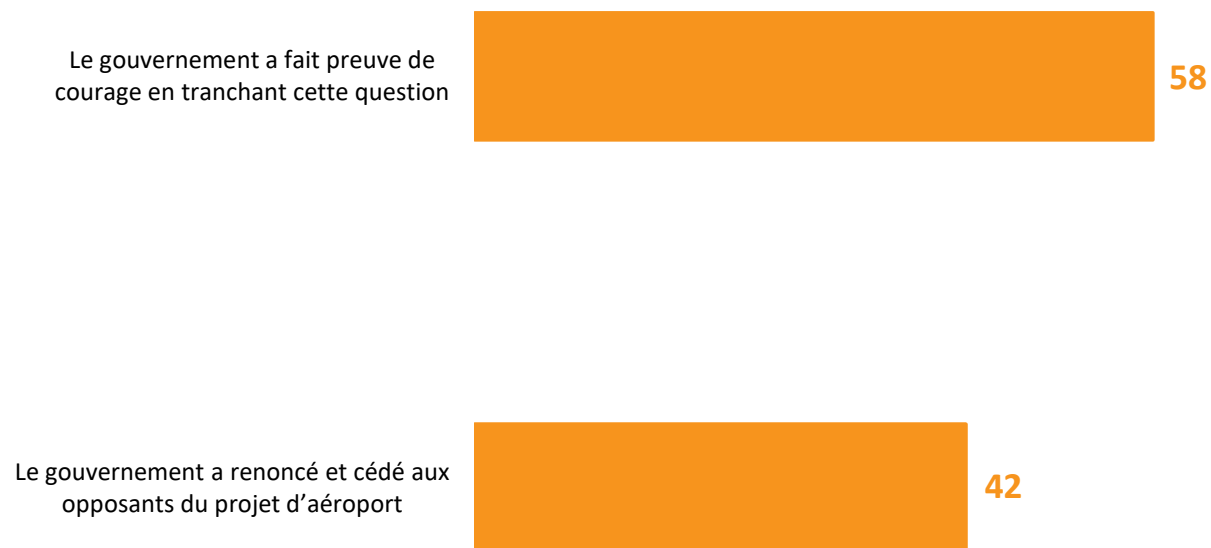 Le gouvernement a fait preuve de
courage en tranchant cette question
58
Le gouvernement a renoncé et cédé aux
opposants du projet d’aéroport
42